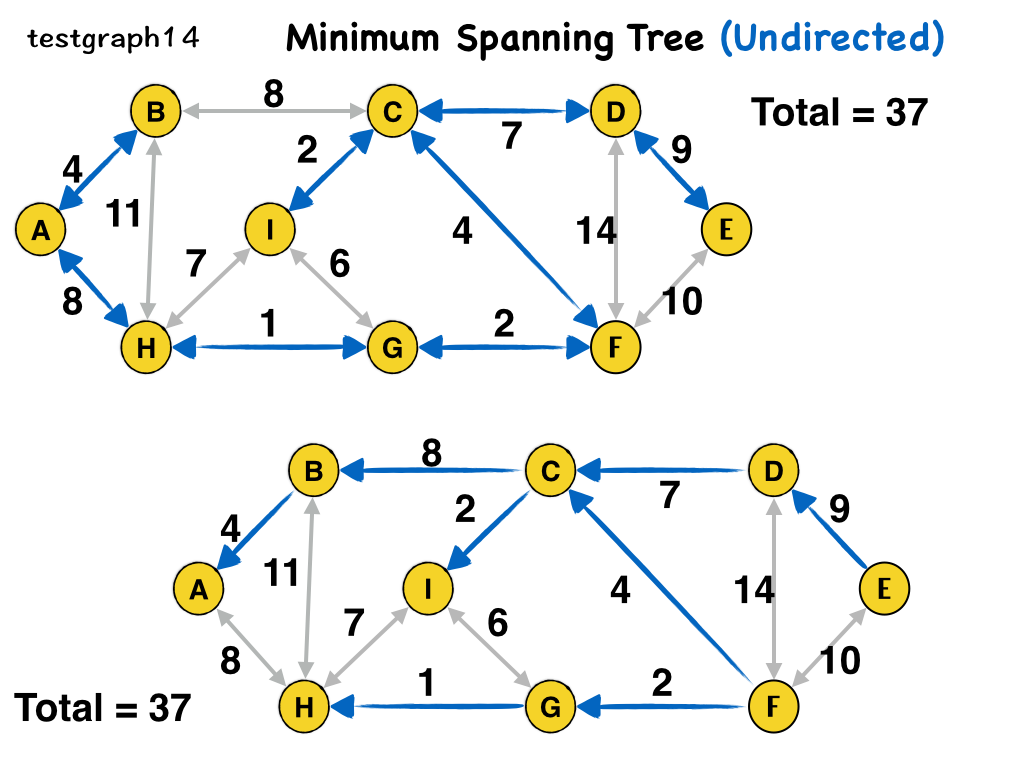 testgraph14 Minimum Spanning Tree (Undirected)
Total = 37
B 8 C 7 D 9
4 11 2 4 14
A I E
8 7 6 10
H 1 G 2 F
B 8 C 7 D 9
4 11 2 4 14
A I E
8 7 6 10
H 1 G 2 F
Total = 37